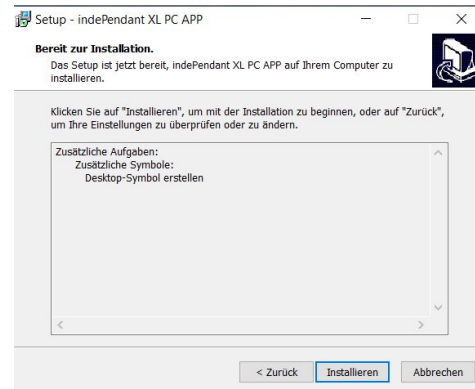 Setup - indePendant XL PC APP
Bereit zur Installation.
Das Setup ist jetzt bereit, indePendant XL PC APP auf Ihrem Computer zu
installieren.
Klicken Sie auf "Installieren", um mit der Installation zu beginnen, oder auf "Zurück",
um Ihre Einstellungen zu überprüfen oder zu ändern.
Zusätzliche Aufgaben:
Zusätzliche Symbole:
Desktop-Symbol erstellen
< Zurück
Installieren
Abbrechen